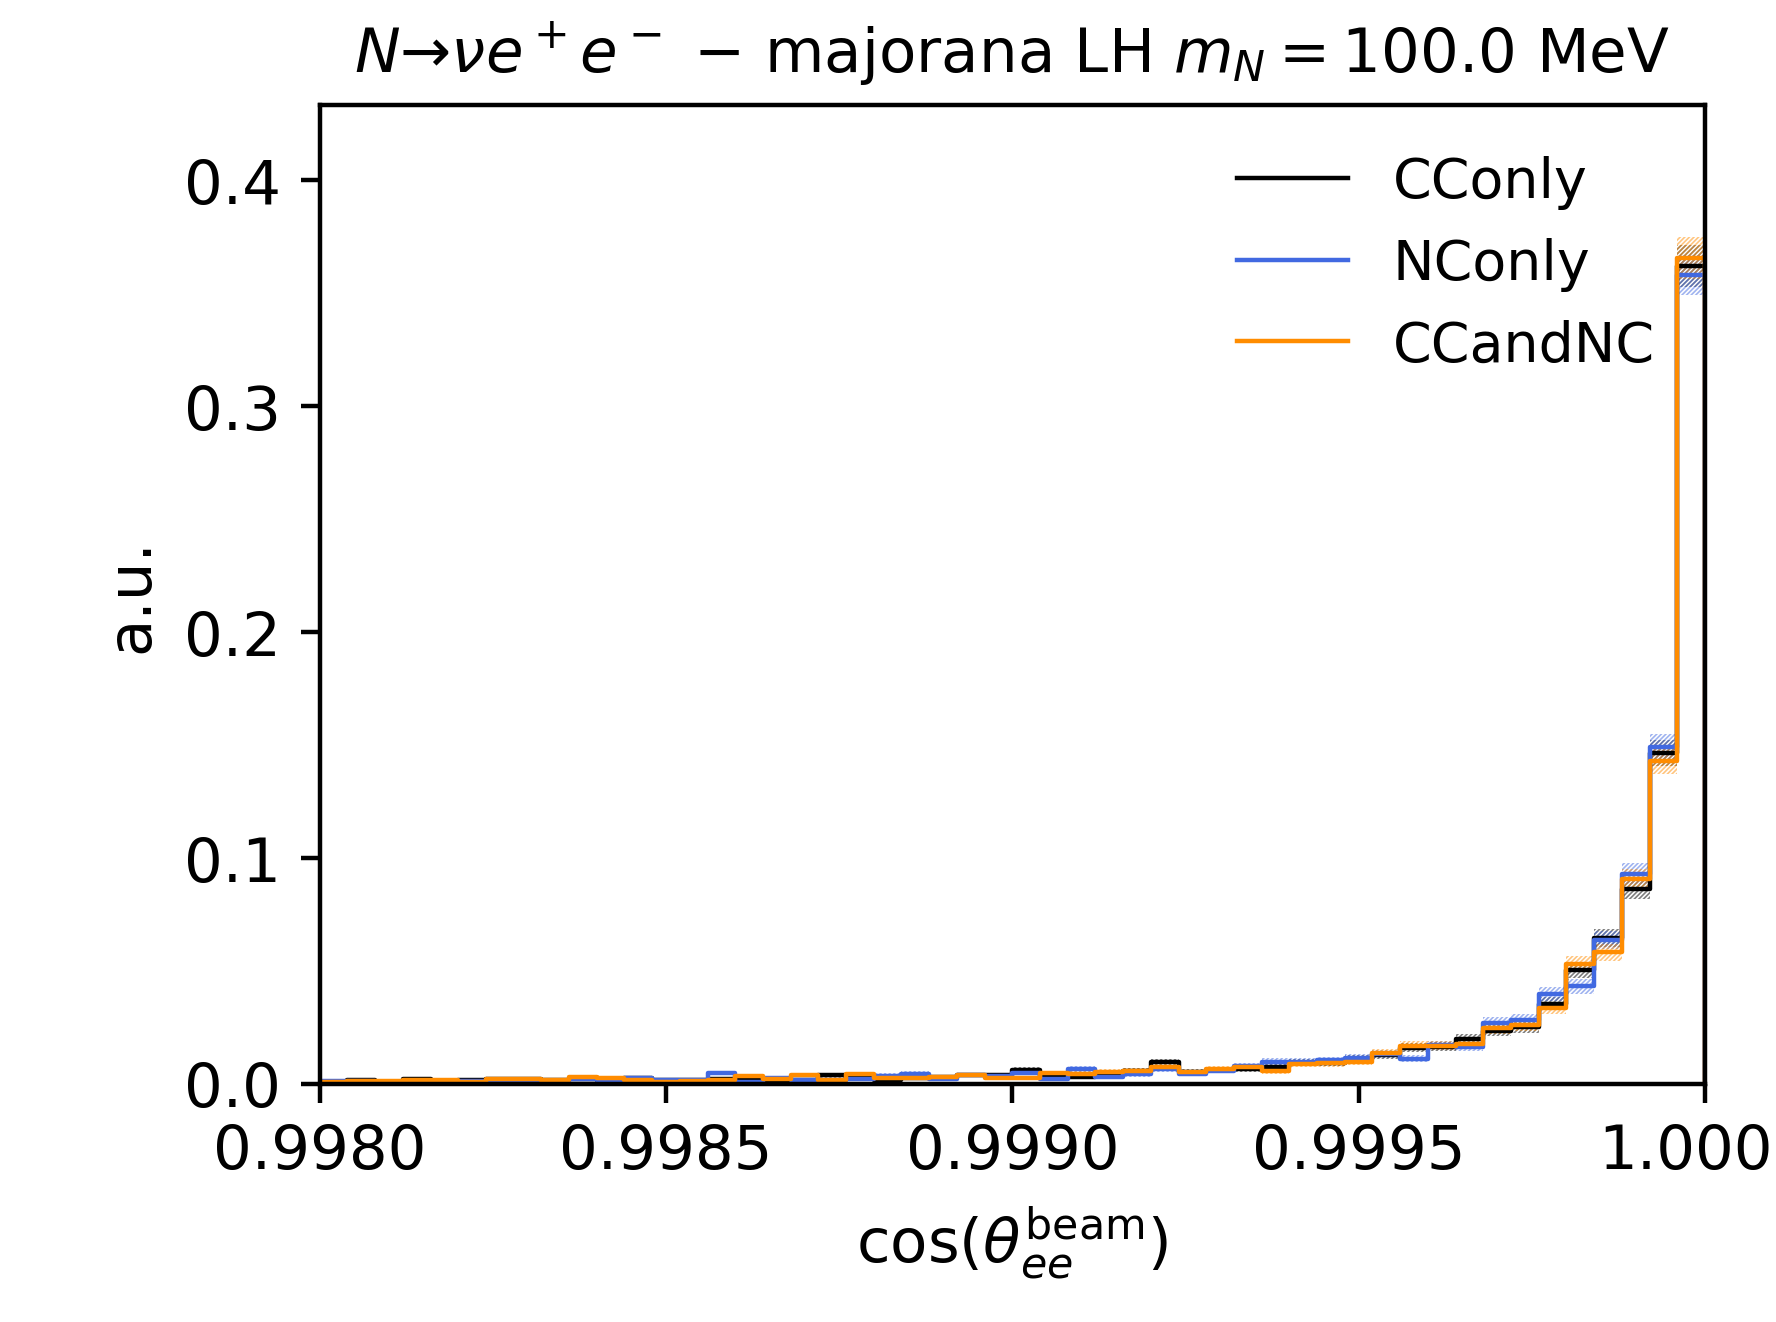 N→νe⁺e⁻ − majorana LH m_N = 100.0 MeV
CConly
NConly
CCandNC
a.u.
0.4
0.3
0.2
0.1
0.0
0.9980 0.9985 0.9990 0.9995 1.000
cos(θ_ee^beam)